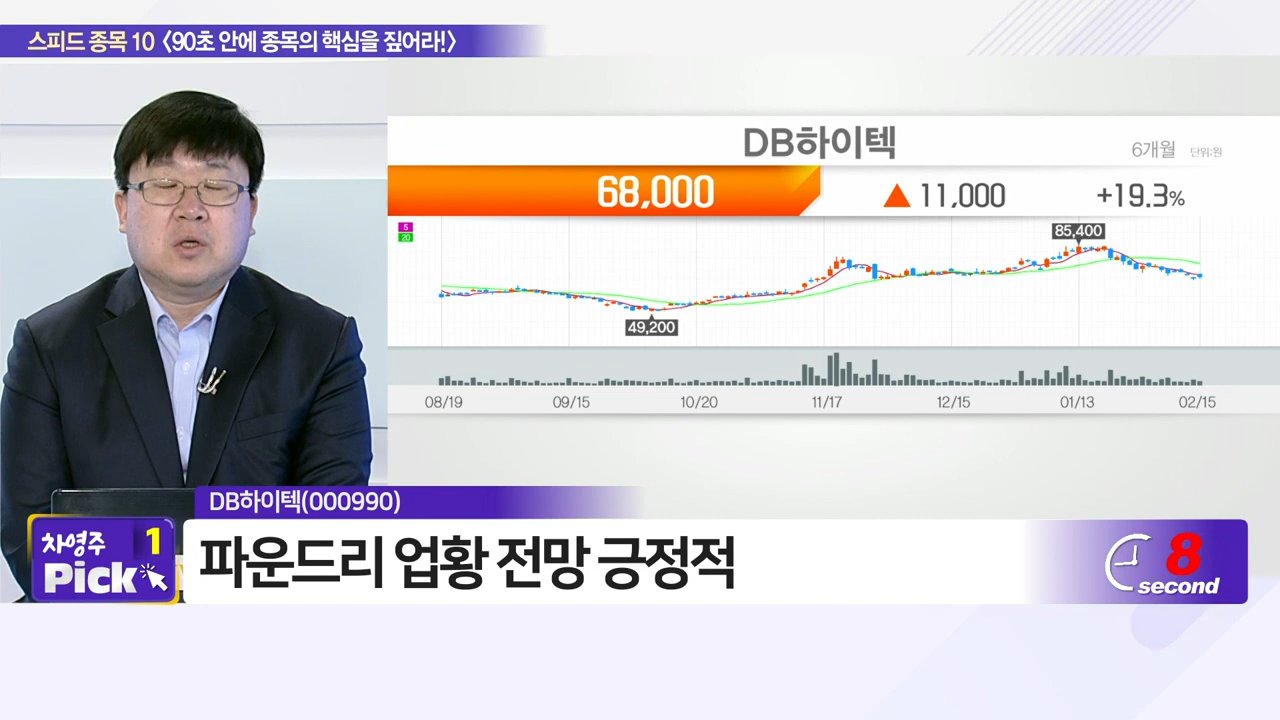 스피드 종목 10 〈90초 안에 종목의 핵심을 짚어라!〉
DB하이텍
6개월 단위:원
68,000 ▲ 11,000 +19.3%
5
20
85,400
49,200
08/19 09/15 10/20 11/17 12/15 01/13 02/15
DB하이텍(000990)
차영주 1
Pick
파운드리 업황 전망 긍정적
8
second